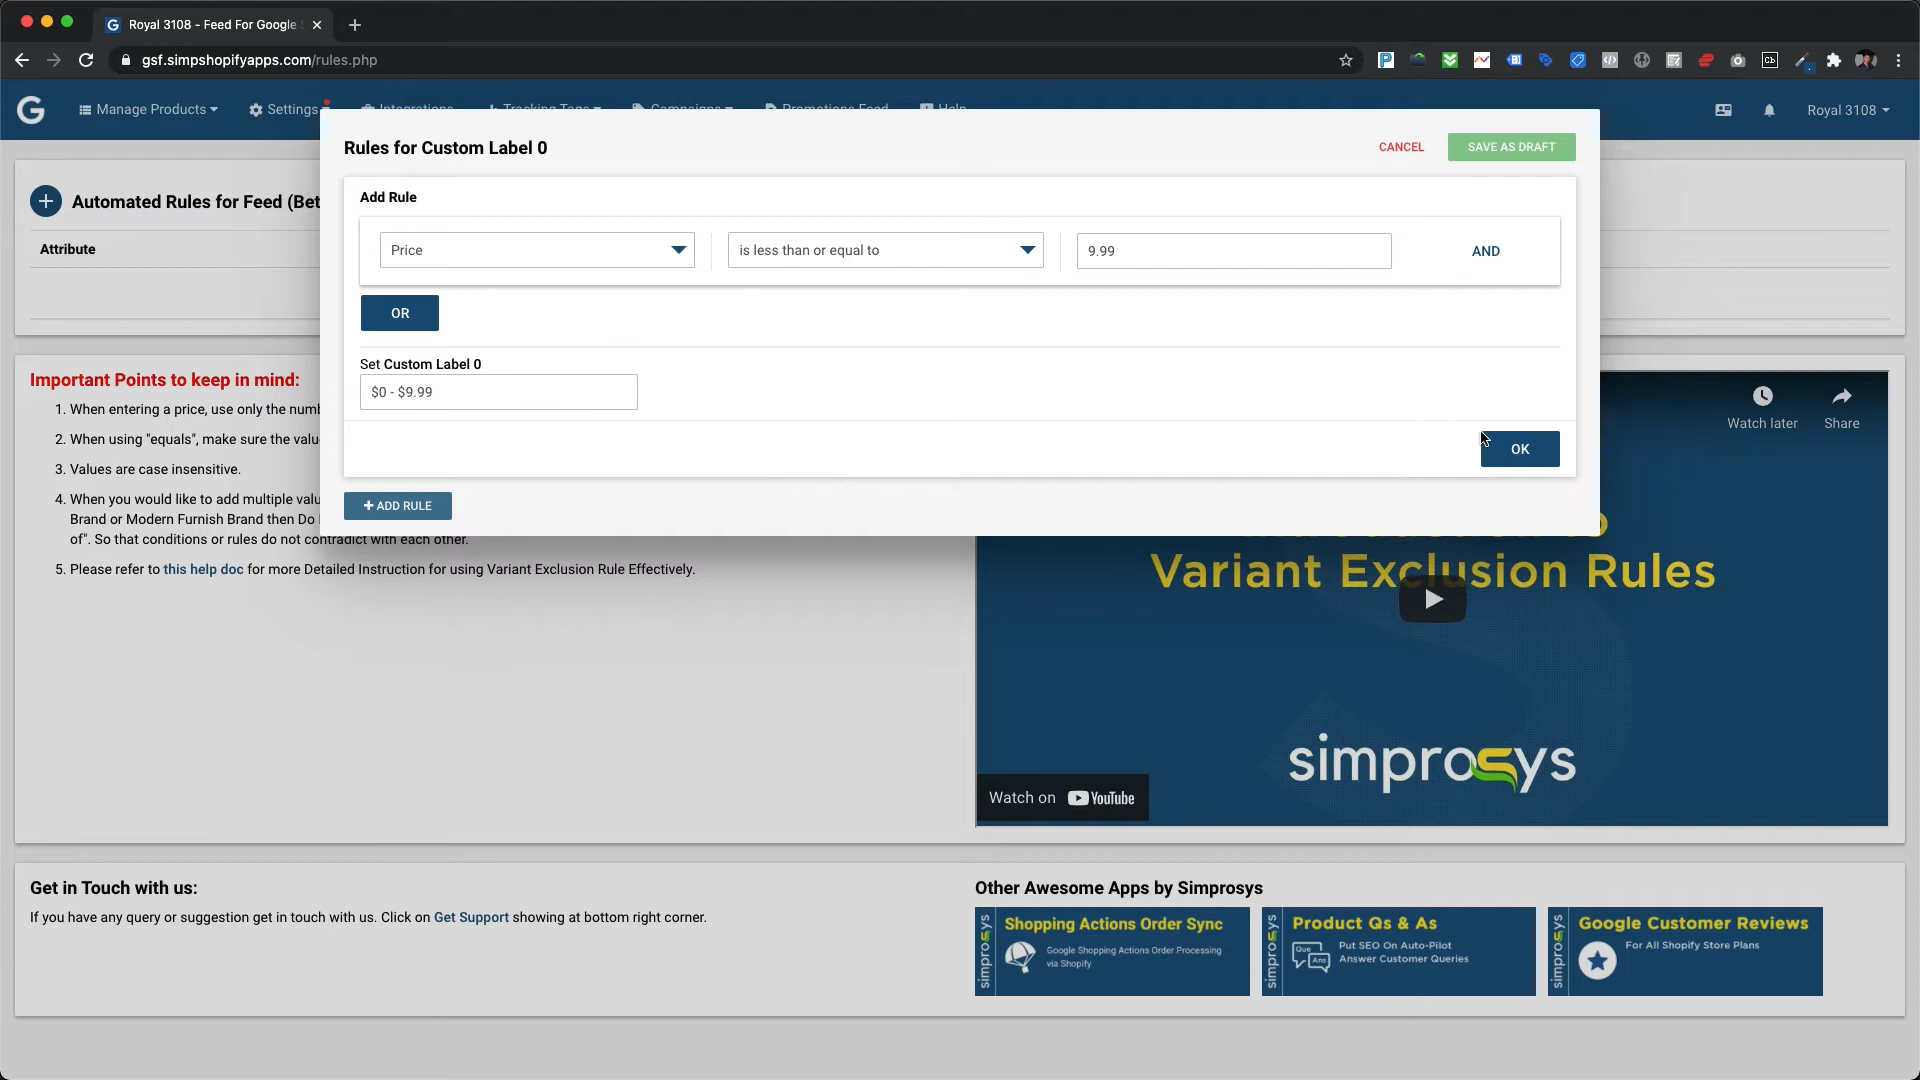 Royal 3108 - Feed For Google
gsf.simpshopifyapps.com/rules.php
Manage Products
Settings
Integrations
Tracking Tags
Campaigns
Promotions Feed
Help
Royal 3108
Rules for Custom Label 0
CANCEL
SAVE AS DRAFT
Automated Rules for Feed (Bet
Attribute
Add Rule
Price
is less than or equal to
9.99
AND
OR
Set Custom Label 0
$0 - $9.99
OK
+ ADD RULE
Important Points to keep in mind:
1. When entering a price, use only the numb
2. When using "equals", make sure the valu
3. Values are case insensitive.
4. When you would like to add multiple valu
Brand or Modern Furnish Brand then Do
of". So that conditions or rules do not contradict with each other.
5. Please refer to this help doc for more Detailed Instruction for using Variant Exclusion Rule Effectively.
Watch later
Share
Variant Exclusion Rules
simprosys
Watch on YouTube
Get in Touch with us:
If you have any query or suggestion get in touch with us. Click on Get Support showing at bottom right corner.
Other Awesome Apps by Simprosys
simprosys
Shopping Actions Order Sync
Google Shopping Actions Order Processing
via Shopify
simprosys
Product Qs & As
Que
Ans
Put SEO On Auto-Pilot
Answer Customer Queries
simprosys
Google Customer Reviews
For All Shopify Store Plans